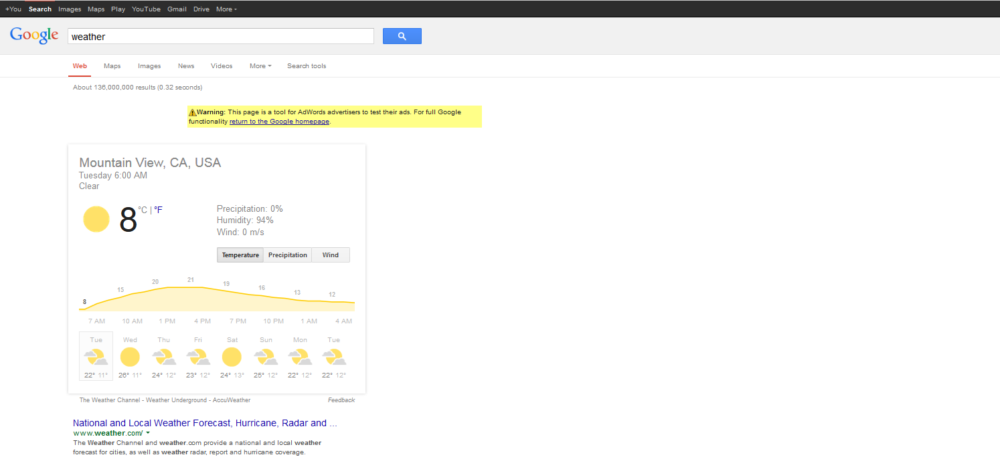 +You Search Images Maps Play YouTube Gmail Drive More
Google weather
Web Maps Images News Videos More Search tools
About 136,000,000 results (0.32 seconds)
Warning: This page is a tool for AdWords advertisers to test their ads. For full Google
functionality return to the Google homepage.
Mountain View, CA, USA
Tuesday 6:00 AM
Clear
8 °C | °F
Precipitation: 0%
Humidity: 94%
Wind: 0 m/s
Temperature Precipitation Wind
8 15 20 21 19 16 13 12
7 AM 10 AM 1 PM 4 PM 7 PM 10 PM 1 AM 4 AM
Tue Wed Thu Fri Sat Sun Mon Tue
22° 11° 26° 11° 24° 12° 23° 12° 24° 13° 25° 12° 22° 12° 22° 12°
The Weather Channel - Weather Underground - AccuWeather Feedback
National and Local Weather Forecast, Hurricane, Radar and ...
www.weather.com/
The Weather Channel and weather.com provide a national and local weather
forecast for cities, as well as weather radar, report and hurricane coverage.